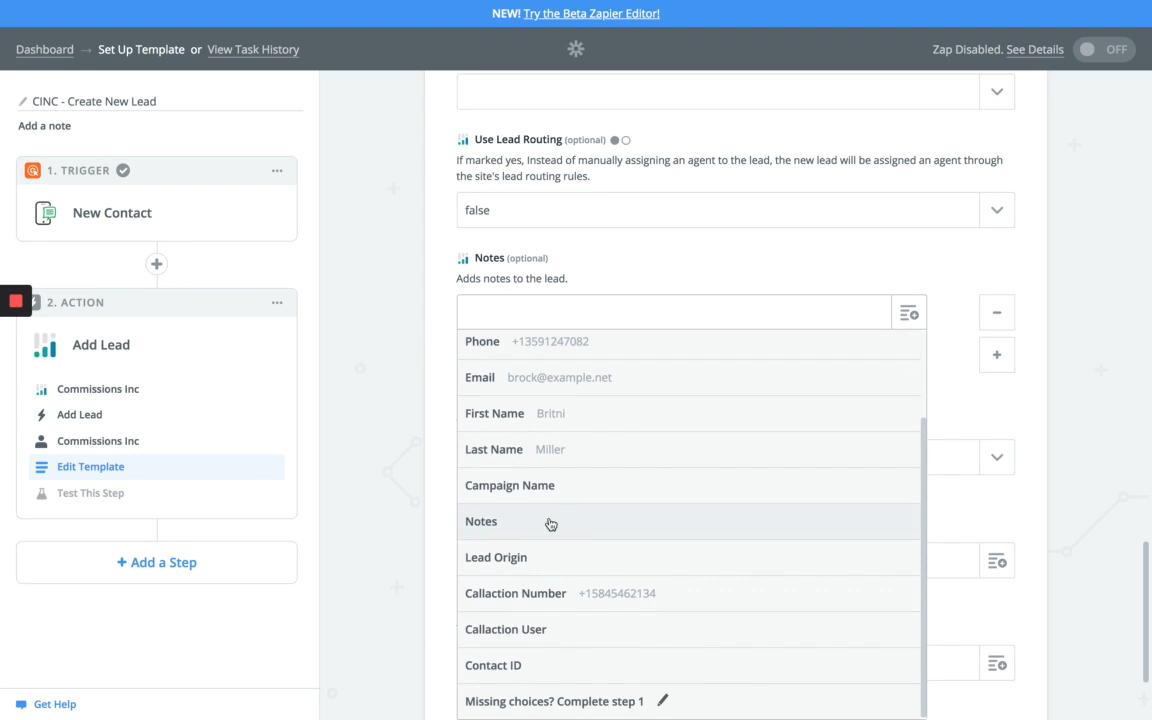 NEW! Try the Beta Zapier Editor!
Dashboard → Set Up Template or View Task History
Zap Disabled. See Details
OFF
CINC - Create New Lead
Add a note
1. TRIGGER
New Contact
2. ACTION
Add Lead
Commissions Inc
Add Lead
Commissions Inc
Edit Template
Test This Step
+ Add a Step
Get Help
Use Lead Routing (optional)
If marked yes, Instead of manually assigning an agent to the lead, the new lead will be assigned an agent through
the site's lead routing rules.
false
Notes (optional)
Adds notes to the lead.
Phone +13591247082
Email brock@example.net
First Name Britni
Last Name Miller
Campaign Name
Notes
Lead Origin
Callaction Number +15845462134
Callaction User
Contact ID
Missing choices? Complete step 1